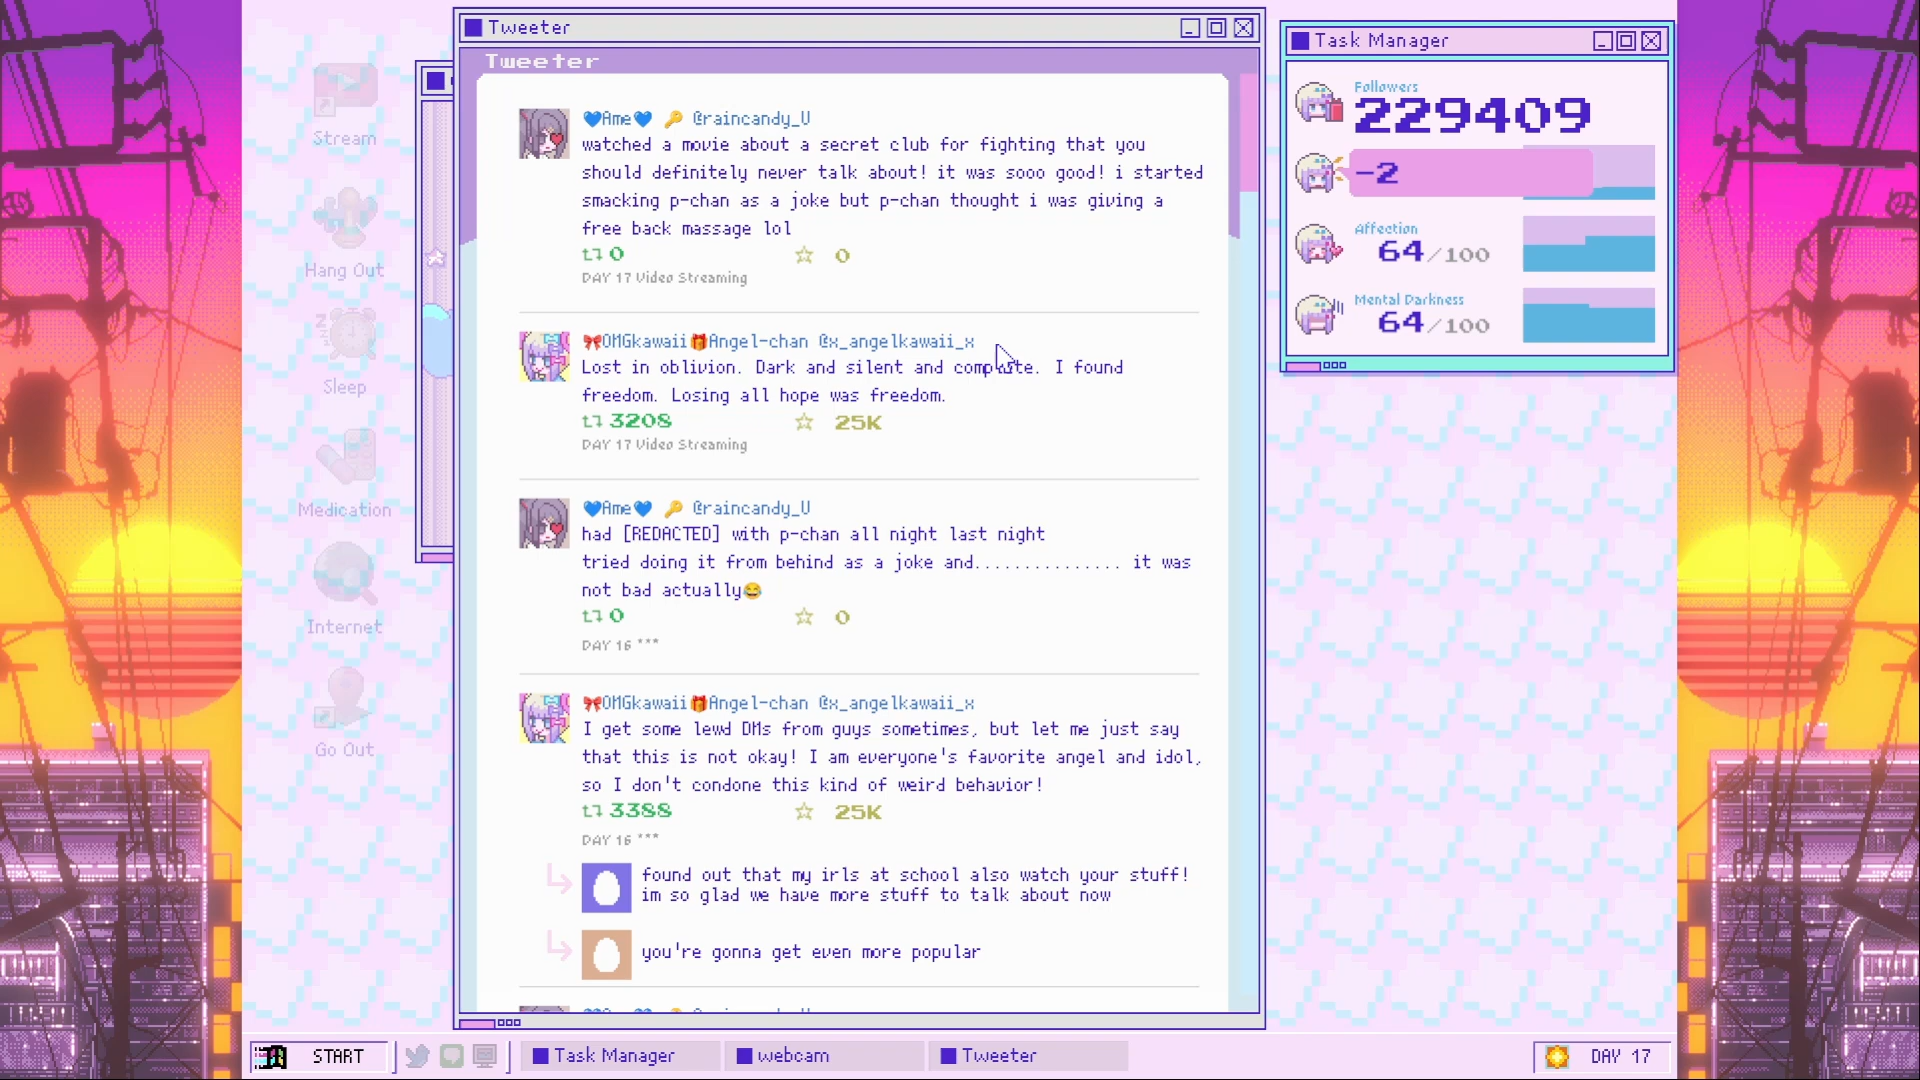 Tweeter
Tweeter
💙Ame💙 🔑 @raincandy_U
watched a movie about a secret club for fighting that you
should definitely never talk about! it was sooo good! i started
smacking p-chan as a joke but p-chan thought i was giving a
free back massage lol
0 ☆ 0
DAY 17 Video Streaming
🎀OMGkawaii🎁Angel-chan @x_angelkawaii_x
Lost in oblivion. Dark and silent and complete. I found
freedom. Losing all hope was freedom.
3208 ☆ 25K
DAY 17 Video Streaming
💙Ame💙 🔑 @raincandy_U
had [REDACTED] with p-chan all night last night
tried doing it from behind as a joke and............... it was
not bad actually😂
0 ☆ 0
DAY 16 ***
🎀OMGkawaii🎁Angel-chan @x_angelkawaii_x
I get some lewd DMs from guys sometimes, but let me just say
that this is not okay! I am everyone's favorite angel and idol,
so I don't condone this kind of weird behavior!
3388 ☆ 25K
DAY 16 ***
found out that my irls at school also watch your stuff!
im so glad we have more stuff to talk about now
you're gonna get even more popular
Task Manager
Followers
229409
-2
Affection
64/100
Mental Darkness
64/100
Stream
Hang Out
Sleep
Medication
Internet
Go Out
START
Task Manager
webcam
Tweeter
DAY 17